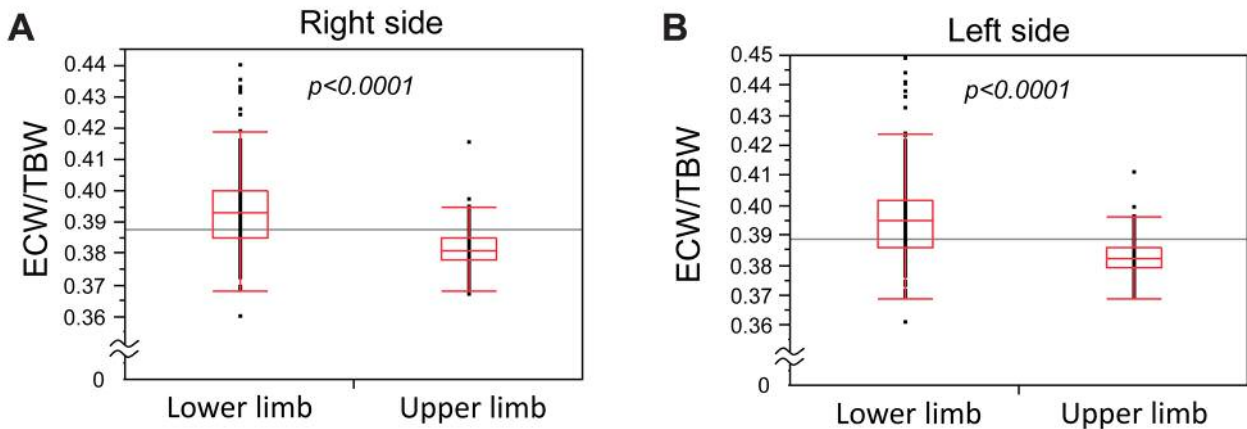 A
Right side
p<0.0001
ECW/TBW
0.44
0.43
0.42
0.41
0.40
0.39
0.38
0.37
0.36
0
Lower limb
Upper limb
B
Left side
p<0.0001
ECW/TBW
0.45
0.44
0.43
0.42
0.41
0.40
0.39
0.38
0.37
0.36
0
Lower limb
Upper limb